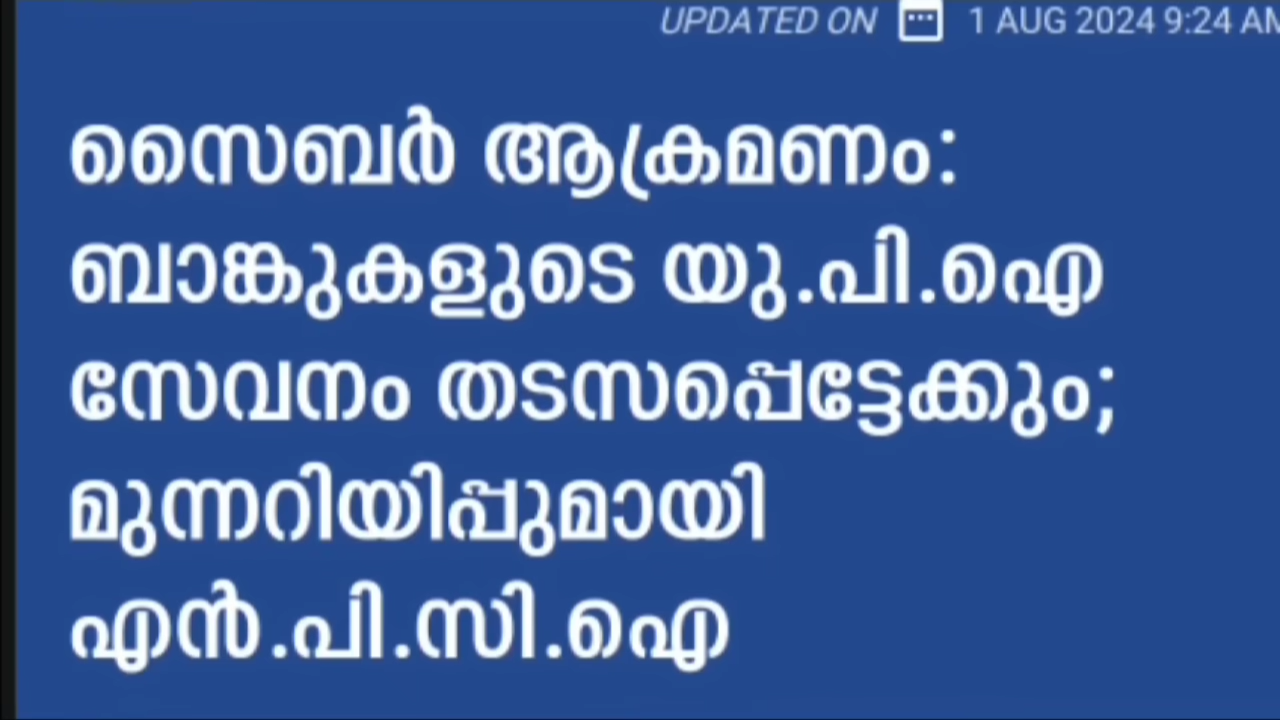 UPDATED ON 1 AUG 2024 9:24 AM
സൈബർ ആക്രമണം:
ബാങ്കുകളുടെ യു.പി.ഐ
സേവനം തടസപ്പെട്ടേക്കും;
മുന്നറിയിപ്പുമായി
എൻ.പി.സി.ഐ